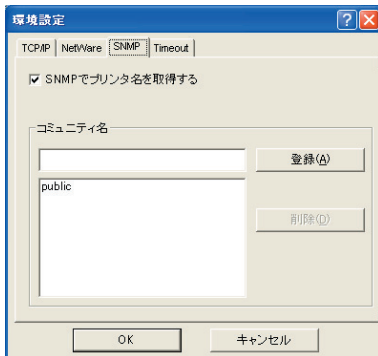 環境設定
TCP/IP NetWare SNMP Timeout
SNMPでプリンタ名を取得する
コミュニティ名
登録(A)
public
削除(D)
OK キャンセル